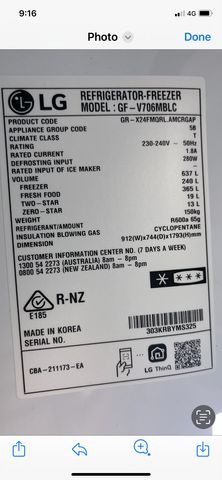 9:16
4G
Photo
Done
LG
REFRIGERATOR-FREEZER
MODEL: GF-V706MBLC
PRODUCT CODE GR-X24FMQRL.AMCRGAP
APPLIANCE GROUP CODE 5B
CLIMATE CLASS T
RATING 230-240V ~ 50Hz
RATED CURRENT 1.8A
DEFROSTING INPUT 280W
RATED INPUT OF ICE MAKER –
VOLUME 637 L
FREEZER 240 L
FRESH FOOD 365 L
TWO-STAR 19 L
ZERO-STAR 13 L
WEIGHT 150kg
REFRIGERANT/AMOUNT R600a 65g
INSULATION BLOWING GAS CYCLOPENTANE
DIMENSION 912(W)x744(D)x1793(H)mm
CUSTOMER INFORMATION CENTER NO. (7 DAYS A WEEK)
1300 54 2273 (AUSTRALIA) 8am – 8pm
0800 54 2273 (NEW ZEALAND) 8am – 8pm
R-NZ
E185
MADE IN KOREA
SERIAL NO. 303KRBYMS325
CBA-211173-EA
LG ThinQ